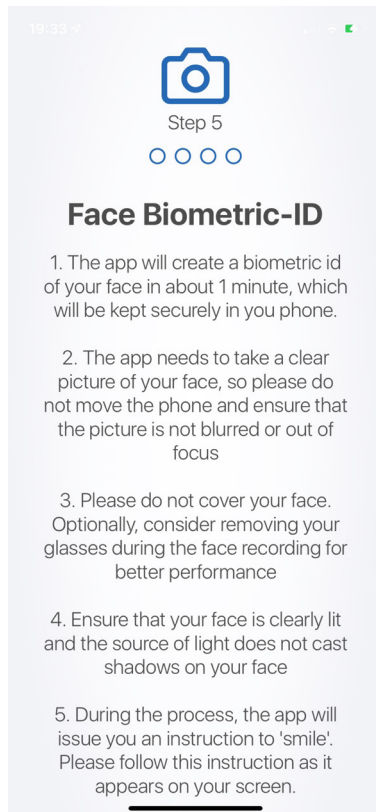 19:33
Step 5
Face Biometric-ID
1. The app will create a biometric id
of your face in about 1 minute, which
will be kept securely in you phone.
2. The app needs to take a clear
picture of your face, so please do
not move the phone and ensure that
the picture is not blurred or out of
focus
3. Please do not cover your face.
Optionally, consider removing your
glasses during the face recording for
better performance
4. Ensure that your face is clearly lit
and the source of light does not cast
shadows on your face
5. During the process, the app will
issue you an instruction to 'smile'.
Please follow this instruction as it
appears on your screen.